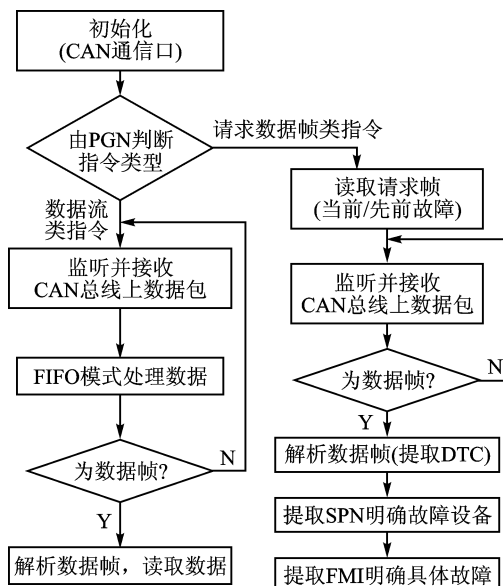 初始化
(CAN通信口)
由PGN判断
指令类型
请求数据帧类指令
数据流
类指令
监听并接收
CAN总线上数据包
FIFO模式处理数据
为数据帧?
N
Y
解析数据帧，读取数据
读取请求帧
(当前/先前故障)
监听并接收
CAN总线上数据包
为数据帧?
N
Y
解析数据帧(提取DTC)
提取SPN明确故障设备
提取FMI明确具体故障